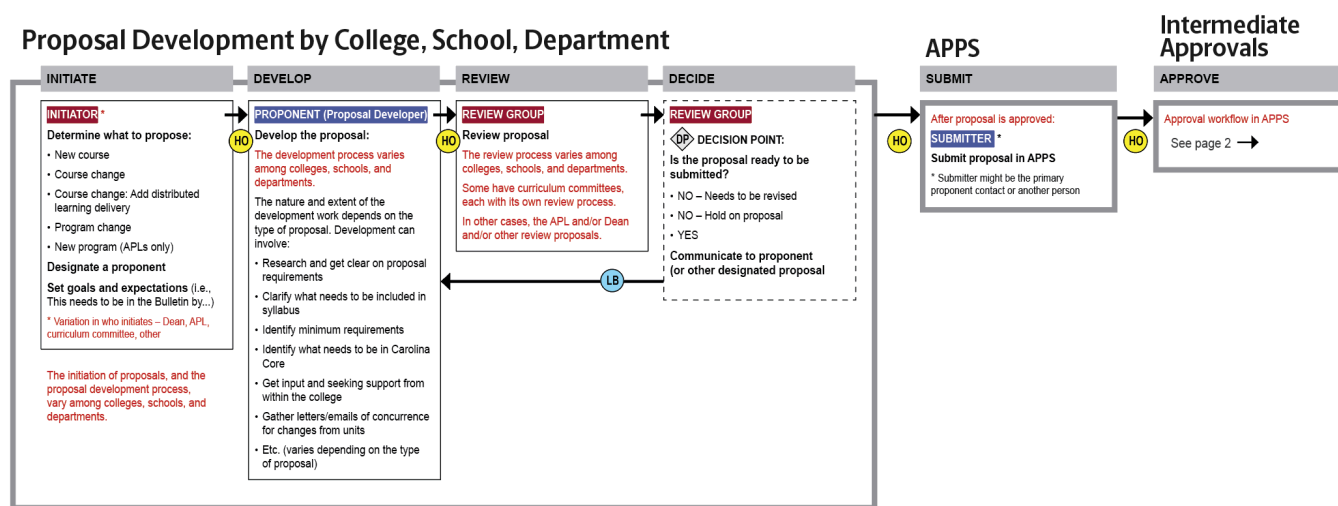 Proposal Development by College, School, Department
APPS
Intermediate
Approvals
INITIATE
DEVELOP
REVIEW
DECIDE
SUBMIT
APPROVE
INITIATOR *
Determine what to propose:
• New course
• Course change
• Course change: Add distributed
learning delivery
• Program change
• New program (APLs only)
Designate a proponent
Set goals and expectations (i.e.,
This needs to be in the Bulletin by...)
* Variation in who initiates – Dean, APL,
curriculum committee, other
The initiation of proposals, and the
proposal development process,
vary among colleges, schools, and
departments.
HO
PROPONENT (Proposal Developer)
Develop the proposal:
The development process varies
among colleges, schools, and
departments.
The nature and extent of the
development work depends on the
type of proposal. Development can
involve:
• Research and get clear on proposal
requirements
• Clarify what needs to be included in
syllabus
• Identify minimum requirements
• Identify what needs to be in Carolina
Core
• Get input and seeking support from
within the college
• Gather letters/emails of concurrence
for changes from units
• Etc. (varies depending on the type
of proposal)
HO
REVIEW GROUP
Review proposal
The review process varies among
colleges, schools, and departments.
Some have curriculum committees,
each with its own review process.
In other cases, the APL and/or Dean
and/or other review proposals.
LB
REVIEW GROUP
DP DECISION POINT:
Is the proposal ready to be
submitted?
• NO – Needs to be revised
• NO – Hold on proposal
• YES
Communicate to proponent
(or other designated proposal
HO
After proposal is approved:
SUBMITTER *
Submit proposal in APPS
* Submitter might be the primary
proponent contact or another person
HO
Approval workflow in APPS
See page 2